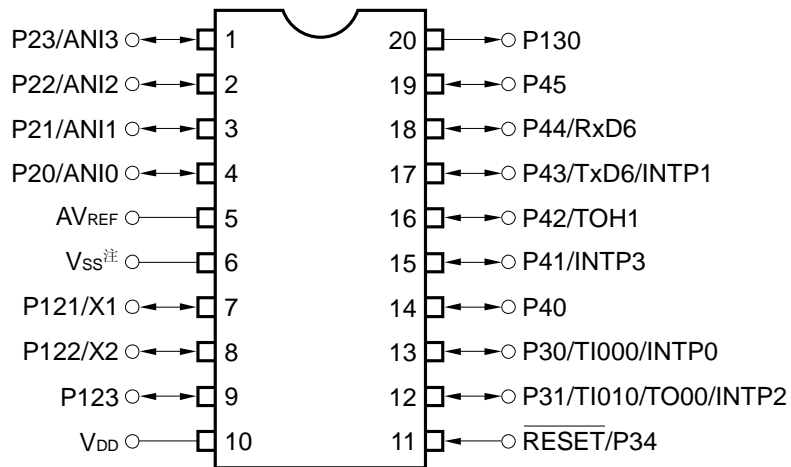 P23/ANI3 1 20 P130
P22/ANI2 2 19 P45
P21/ANI1 3 18 P44/RxD6
P20/ANI0 4 17 P43/TxD6/INTP1
AVREF 5 16 P42/TOH1
VSS注 6 15 P41/INTP3
P121/X1 7 14 P40
P122/X2 8 13 P30/TI000/INTP0
P123 9 12 P31/TI010/TO00/INTP2
VDD 10 11 RESET/P34